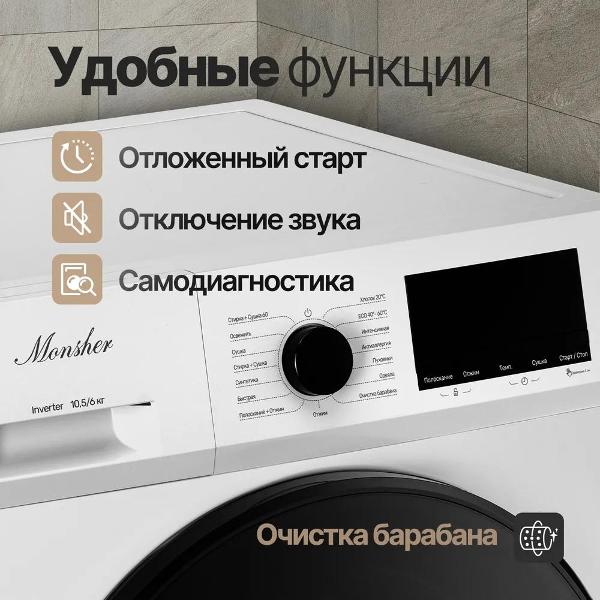 Удобные функции
Отложенный старт
Отключение звука
Самодиагностика
Monsher
Inverter 10,5/6 кг
Стирка + Сушка 60
Освежить
Сушка
Стирка + Сушка
Синтетика
Быстрая
Полоскания + Отжим
Отжим
Хлопок 20°C
ECO 40°- 60°C
Интенсивная
Антиаллергия
Пуховики
Одеяла
Очистка барабана
Полоскание Отжим Темп. Сушка Старт / Стоп
Очистка барабана